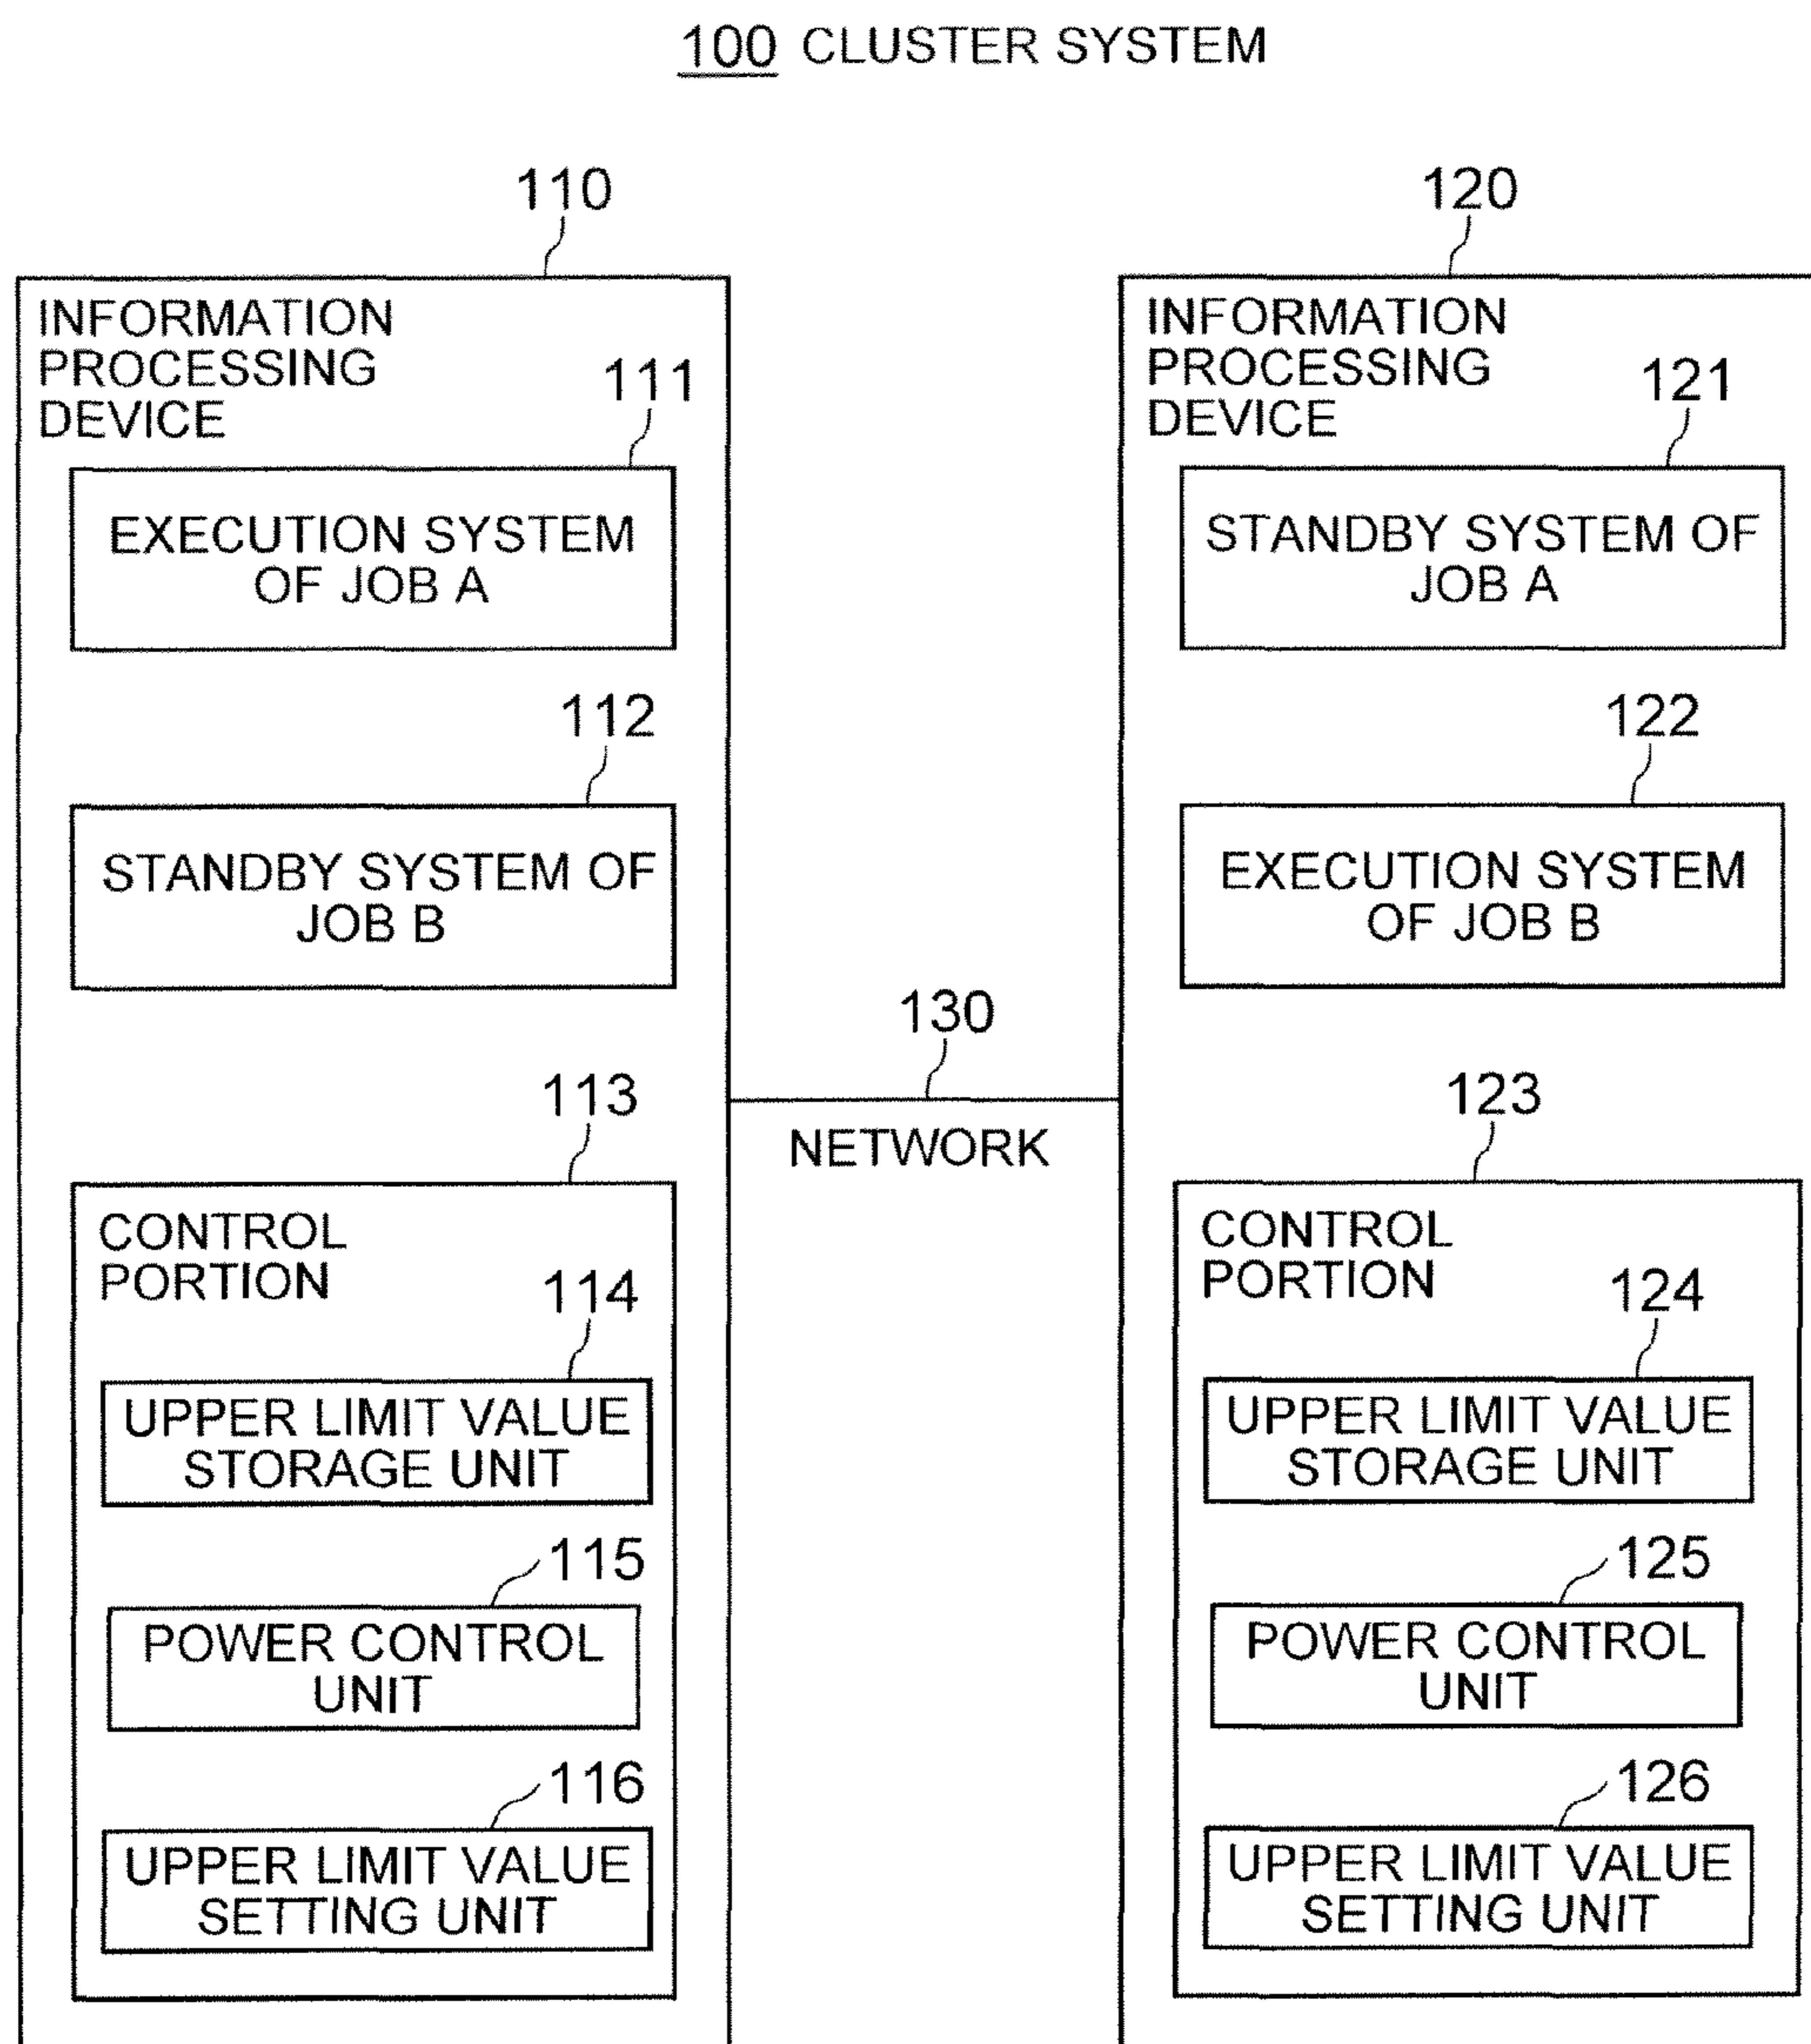 100 CLUSTER SYSTEM
110
INFORMATION
PROCESSING
DEVICE
111
EXECUTION SYSTEM
OF JOB A
112
STANDBY SYSTEM OF
JOB B
113
CONTROL
PORTION
114
UPPER LIMIT VALUE
STORAGE UNIT
115
POWER CONTROL
UNIT
116
UPPER LIMIT VALUE
SETTING UNIT
130
NETWORK
120
INFORMATION
PROCESSING
DEVICE
121
STANDBY SYSTEM OF
JOB A
122
EXECUTION SYSTEM
OF JOB B
123
CONTROL
PORTION
124
UPPER LIMIT VALUE
STORAGE UNIT
125
POWER CONTROL
UNIT
126
UPPER LIMIT VALUE
SETTING UNIT